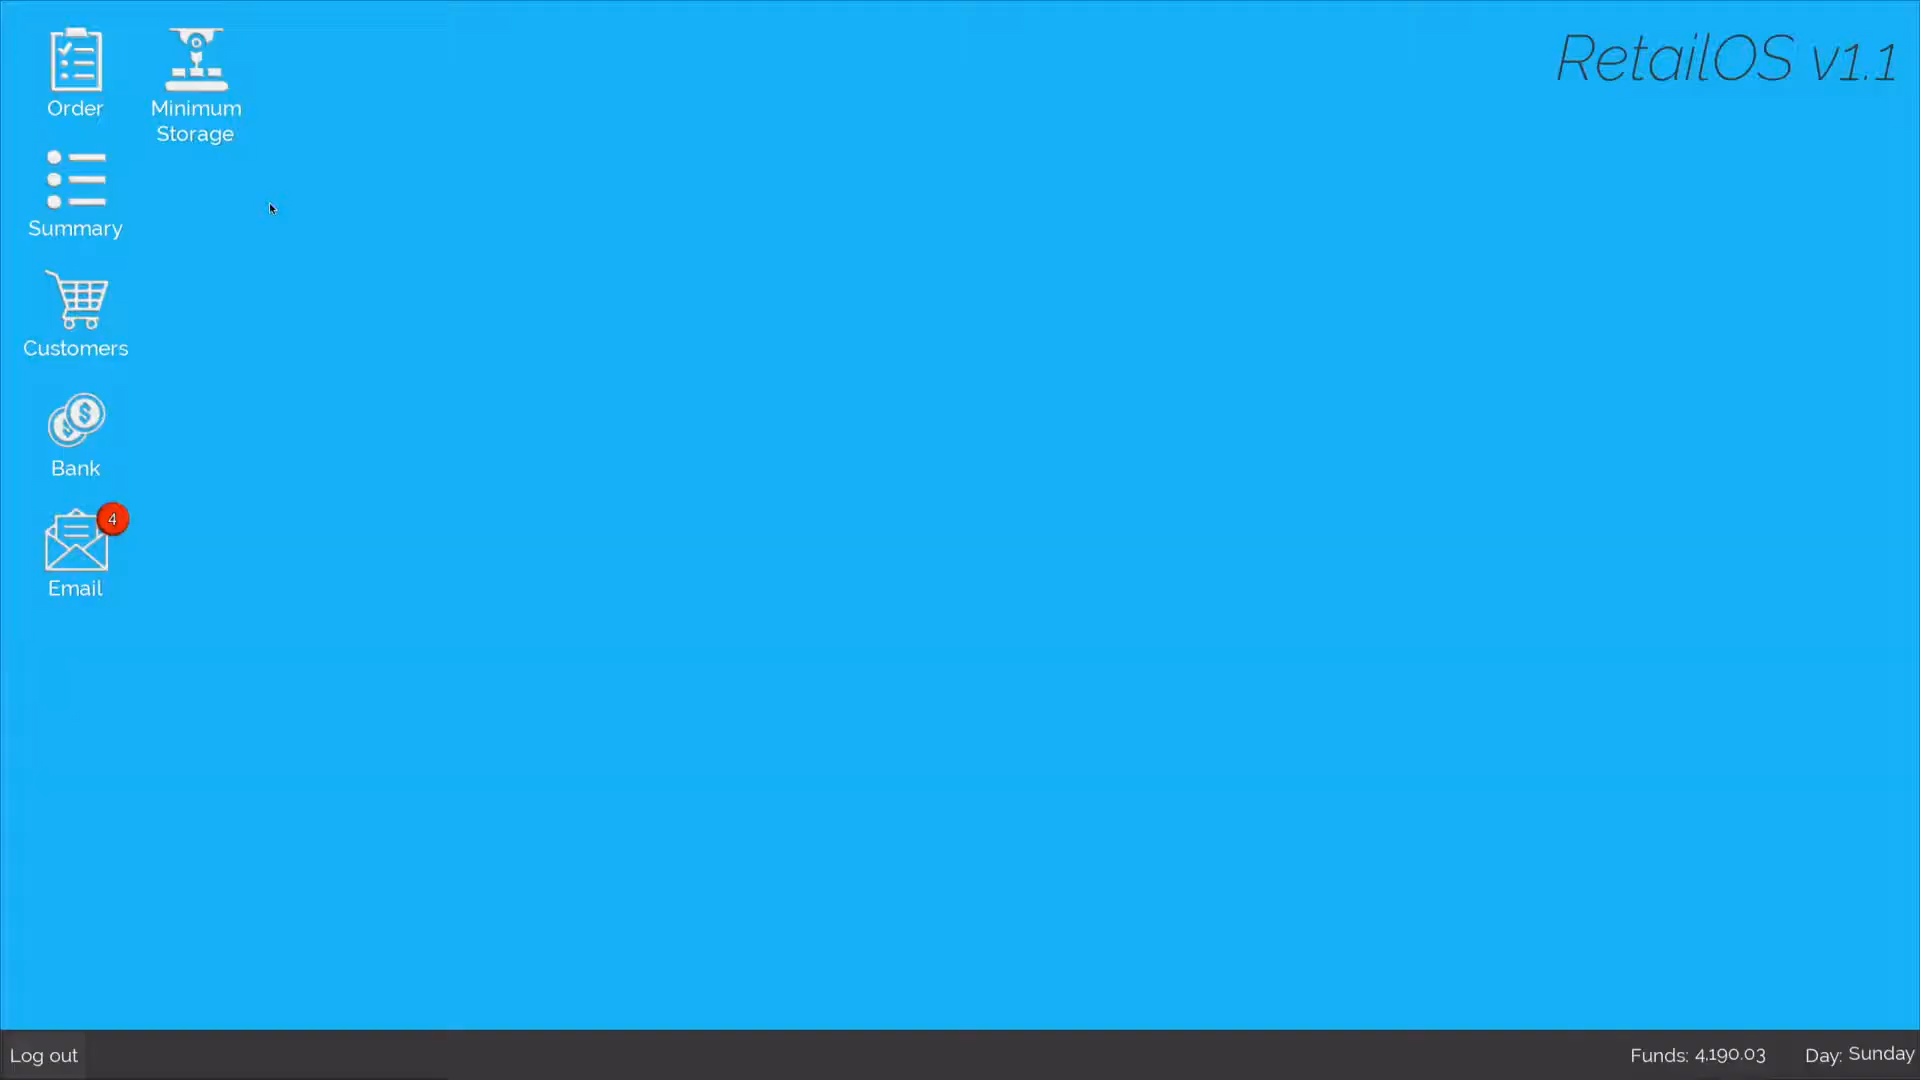 Order
Minimum
Storage
RetailOS v1.1
Summary
Customers
Bank
4
Email
Log out
Funds: 4,190.03
Day: Sunday